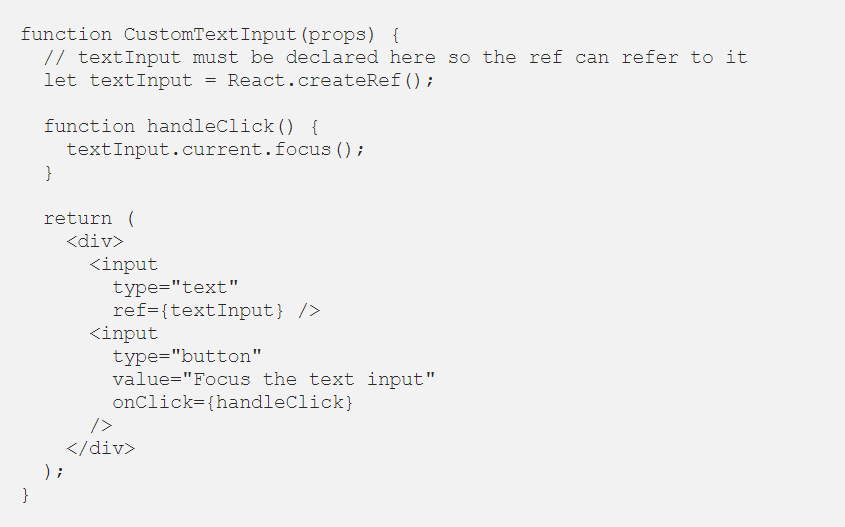 function CustomTextInput(props) {
  // textInput must be declared here so the ref can refer to it
  let textInput = React.createRef();

  function handleClick() {
    textInput.current.focus();
  }

  return (
    <div>
      <input
        type="text"
        ref={textInput} />
      <input
        type="button"
        value="Focus the text input"
        onClick={handleClick}
      />
    </div>
  );
}